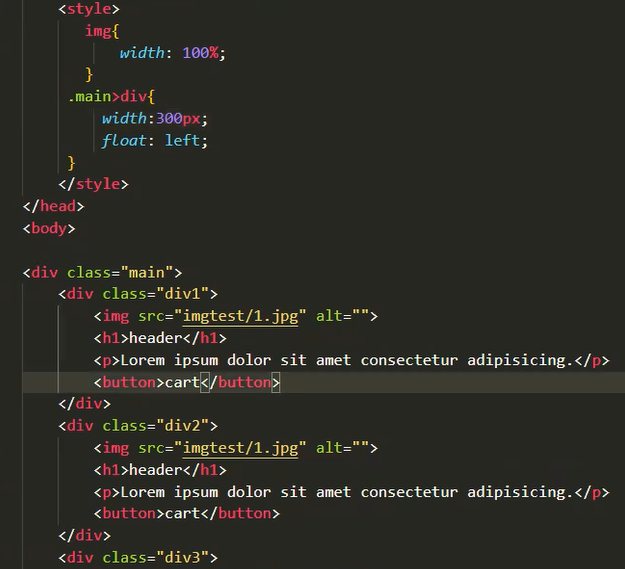 <style>
img{
width: 100%;
}
.main>div{
width:300px;
float: left;
}
</style>
</head>
<body>
<div class="main">
<div class="div1">
<img src="imgtest/1.jpg" alt="">
<h1>header</h1>
<p>Lorem ipsum dolor sit amet consectetur adipisicing.</p>
<button>cart</button>
</div>
<div class="div2">
<img src="imgtest/1.jpg" alt="">
<h1>header</h1>
<p>Lorem ipsum dolor sit amet consectetur adipisicing.</p>
<button>cart</button>
</div>
<div class="div3">